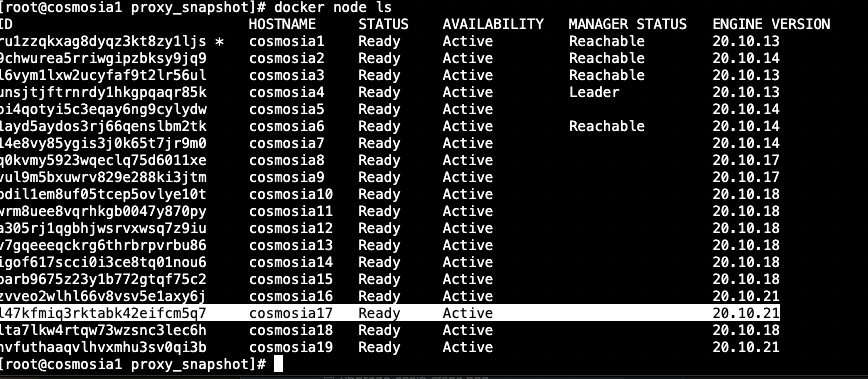 [root@cosmosia1 proxy_snapshot]# docker node ls
ID HOSTNAME STATUS AVAILABILITY MANAGER STATUS ENGINE VERSION
ru1zzqkxag8dyqz3kt8zy1ljs * cosmosia1 Ready Active Reachable 20.10.13
9chwurea5rriwgipzbksy9jq9 cosmosia2 Ready Active Reachable 20.10.14
l6vym1lxw2ucyfaf9t2lr56ul cosmosia3 Ready Active Reachable 20.10.13
unsjtjftrnrdy1hkgpqaqr85k cosmosia4 Ready Active Leader 20.10.13
oi4qotyi5c3eqay6ng9cylydw cosmosia5 Ready Active 20.10.14
1ayd5aydos3rj66qenslbm2tk cosmosia6 Ready Active Reachable 20.10.14
l4e8vy85ygis3j0k65t7jr9m0 cosmosia7 Ready Active 20.10.14
q0kvmy5923wqeclq75d6011xe cosmosia8 Ready Active 20.10.17
vul9m5bxuwrv829e288ki3jtm cosmosia9 Ready Active 20.10.17
odil1em8uf05tcep5ovlye10t cosmosia10 Ready Active 20.10.18
wrm8uee8vqrhkgb0047y870py cosmosia11 Ready Active 20.10.18
a305rj1qgbhjwsrvxwsq7z9iu cosmosia12 Ready Active 20.10.18
v7gqeeeqckrg6thrbrpvrbu86 cosmosia13 Ready Active 20.10.18
igof617scci0i3ce8tq01nou6 cosmosia14 Ready Active 20.10.18
parb9675z23y1b772gtqf75c2 cosmosia15 Ready Active 20.10.18
zvveo2wlhl66v8vsv5e1axy6j cosmosia16 Ready Active 20.10.21
l47kfmiq3rktabk42eifcm5q7 cosmosia17 Ready Active 20.10.21
lta7lkw4rtqw73wzsnc3lec6h cosmosia18 Ready Active 20.10.18
nvfuthaaqvlhvxmhu3sv0qi3b cosmosia19 Ready Active 20.10.21
[root@cosmosia1 proxy_snapshot]#